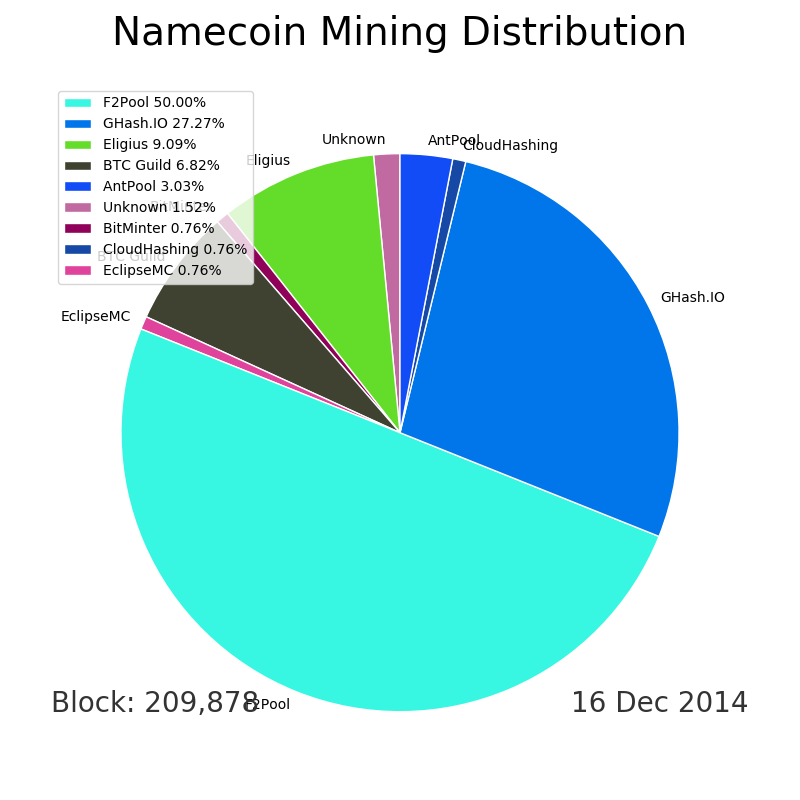 Namecoin Mining Distribution
F2Pool 50.00%
GHash.IO 27.27%
Eligius 9.09%
BTC Guild 6.82%
AntPool 3.03%
Unknown 1.52%
BitMinter 0.76%
CloudHashing 0.76%
EclipseMC 0.76%
Unknown
AntPool
CloudHashing
Eligius
BitMinter
BTC Guild
GHash.IO
EclipseMC
F2Pool
Block: 209,878
16 Dec 2014